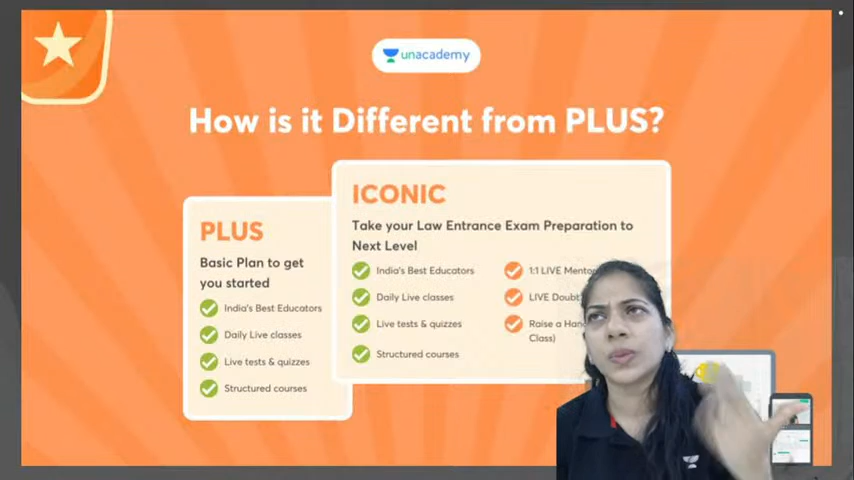 unacademy
How is it Different from PLUS?
PLUS
Basic Plan to get
you started
India's Best Educators
Daily Live classes
Live tests & quizzes
Structured courses
ICONIC
Take your Law Entrance Exam Preparation to
Next Level
India's Best Educators
Daily Live classes
Live tests & quizzes
Structured courses
1:1 LIVE
LIVE
Raise a
Class)